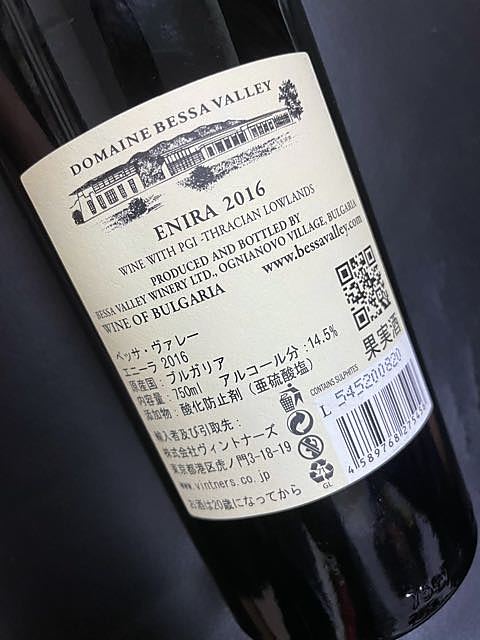 DOMAINE BESSA VALLEY
ENIRA 2016
WINE WITH PGI -THRACIAN LOWLANDS
PRODUCED AND BOTTLED BY
BESSA VALLEY WINERY LTD., OGNIANOVO VILLAGE, BULGARIA
WINE OF BULGARIA
www.bessavalley.com
ベッサ・ヴァレー
エニーラ 2016
原産国：ブルガリア
内容量：750ml アルコール分：14.5%
添加物：酸化防止剤（亜硫酸塩）
果実酒
輸入者及び引取先：
株式会社ヴィントナーズ
東京都港区虎ノ門3-18-19
www.vintners.co.jp
お酒は20歳になってから
CONTAINS SULPHITES
L 545200820
GL